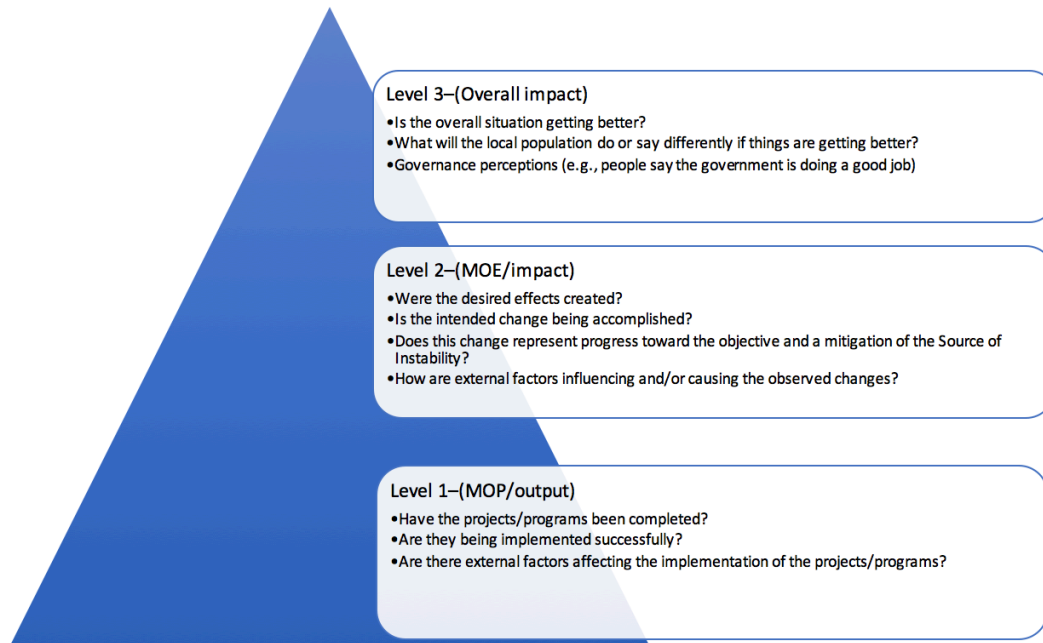 Level 3–(Overall impact)
•Is the overall situation getting better?
•What will the local population do or say differently if things are getting better?
•Governance perceptions (e.g., people say the government is doing a good job)
Level 2–(MOE/impact)
•Were the desired effects created?
•Is the intended change being accomplished?
•Does this change represent progress toward the objective and a mitigation of the Source of
Instability?
•How are external factors influencing and/or causing the observed changes?
Level 1–(MOP/output)
•Have the projects/programs been completed?
•Are they being implemented successfully?
•Are there external factors affecting the implementation of the projects/programs?